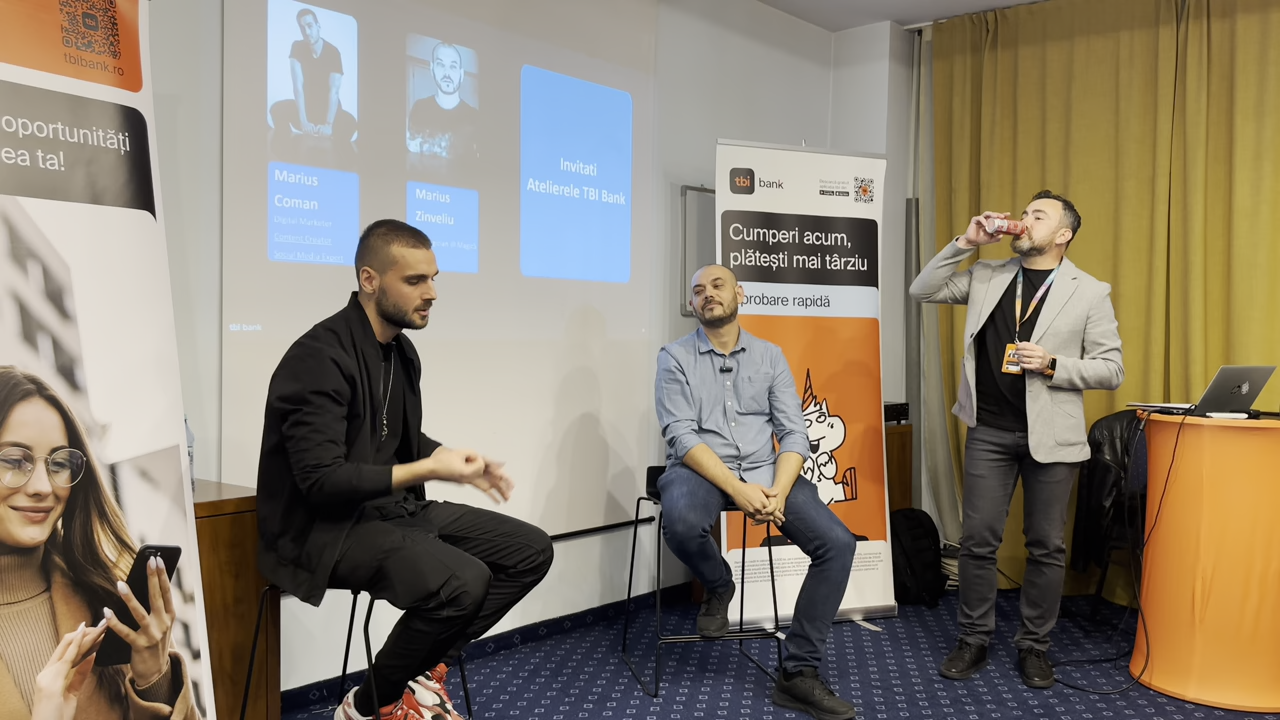 tbi
tbibank.ro
oportunități
ea ta!
Marius
Coman
Digital Marketer
Content Creator
Social Media Expert
Marius
Zinveliu
Invitati
Atelierele TBI Bank
tbi bank
tbi bank
Cumperi acum,
plătești mai târziu
probare rapidă